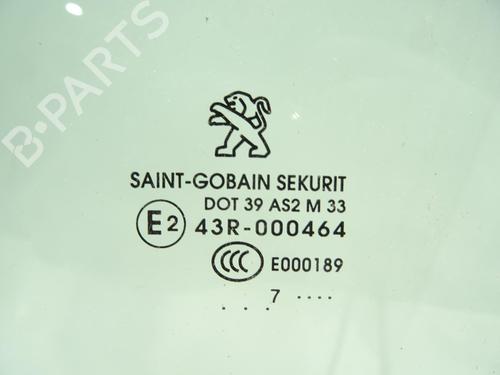 B-PARTS
SAINT-GOBAIN SEKURIT
DOT 39 AS2 M 33
E2 43R-000464
CCC E000189
7 ....
. . .